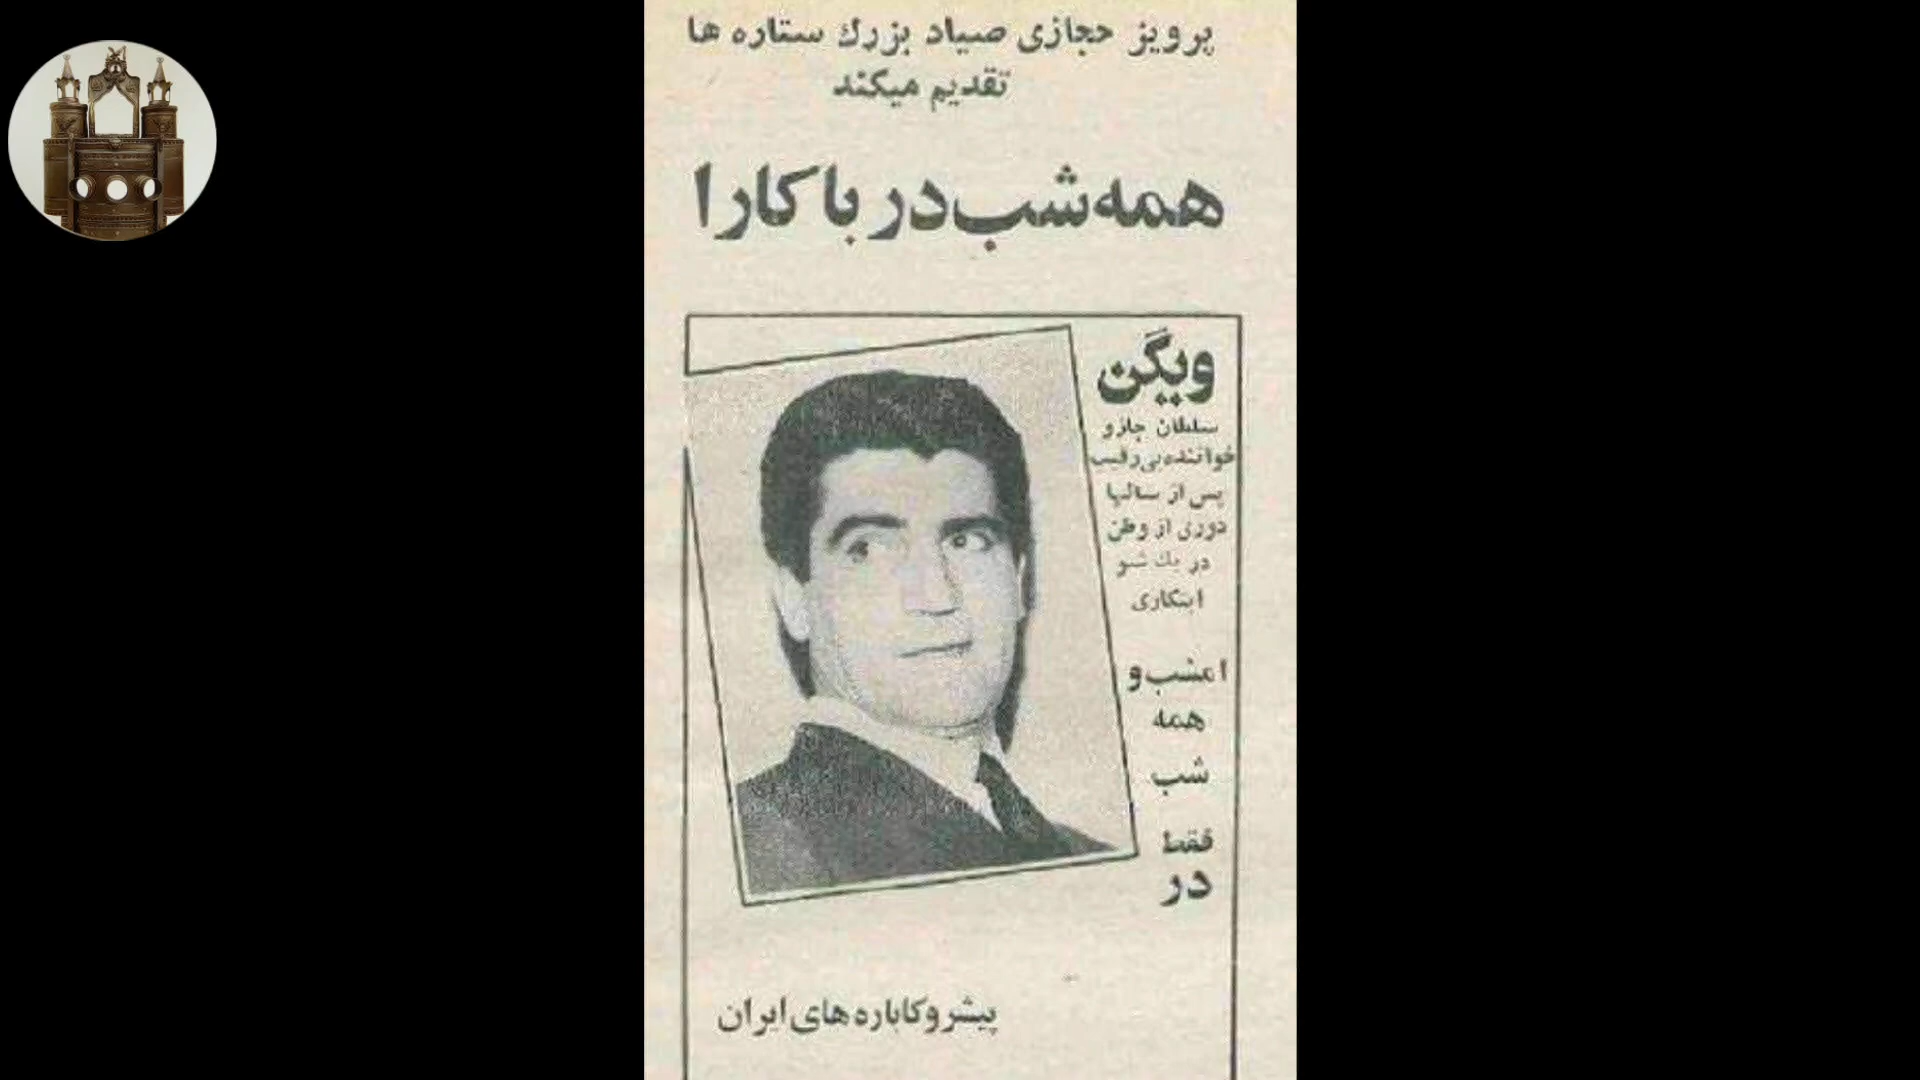 پرویز حجازی صیاد بزرگ ستاره ها
تقدیم میکند
همه شب در باکارا
ویگن
سلطان جاز و
خواننده بی رقیب
پس از سالها
دوری از وطن
در یک شو
ابتکاری
امشب و
همه
شب
فقط
در
پیشرو کاباره های ایران